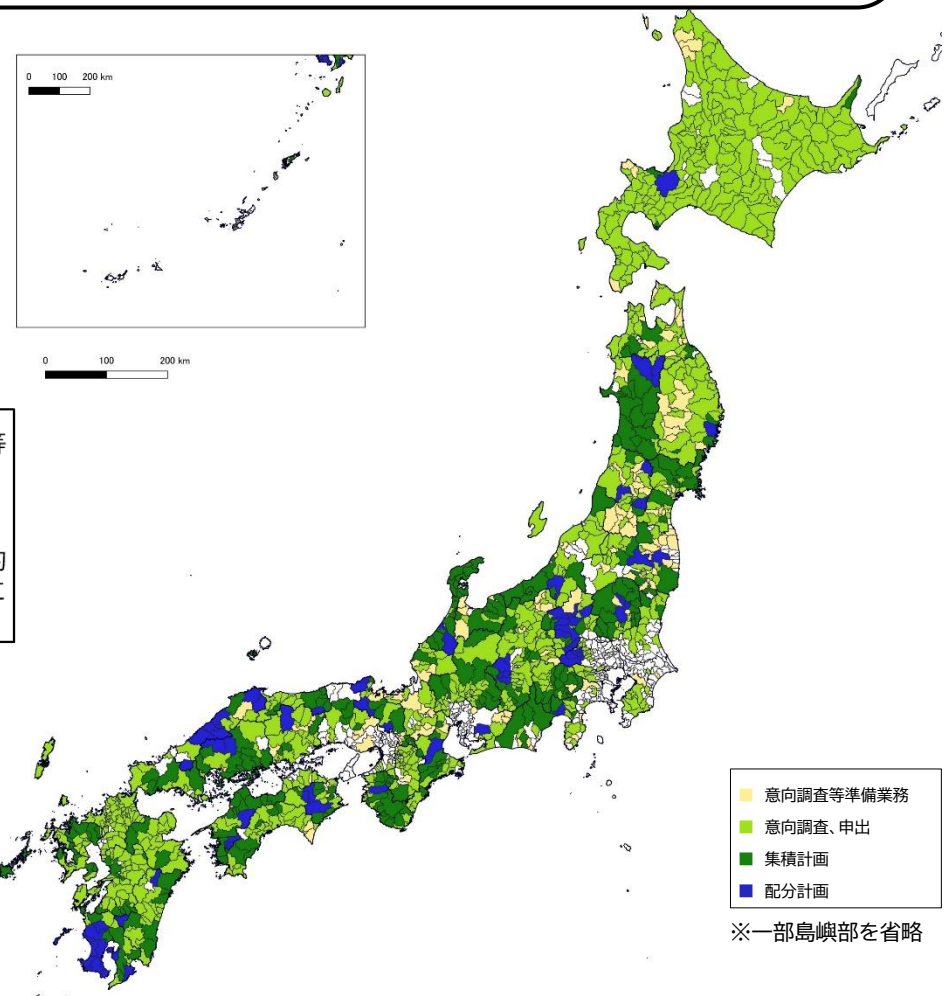 0 100 200 km
0 100 200 km
等
意向調査等準備業務
意向調査、申出
集積計画
配分計画
※一部島嶼部を省略